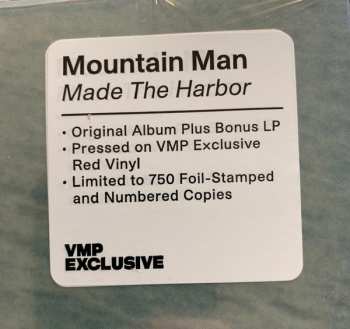 Mountain Man
Made The Harbor
· Original Album Plus Bonus LP
· Pressed on VMP Exclusive
Red Vinyl
· Limited to 750 Foil-Stamped
and Numbered Copies
VMP
EXCLUSIVE